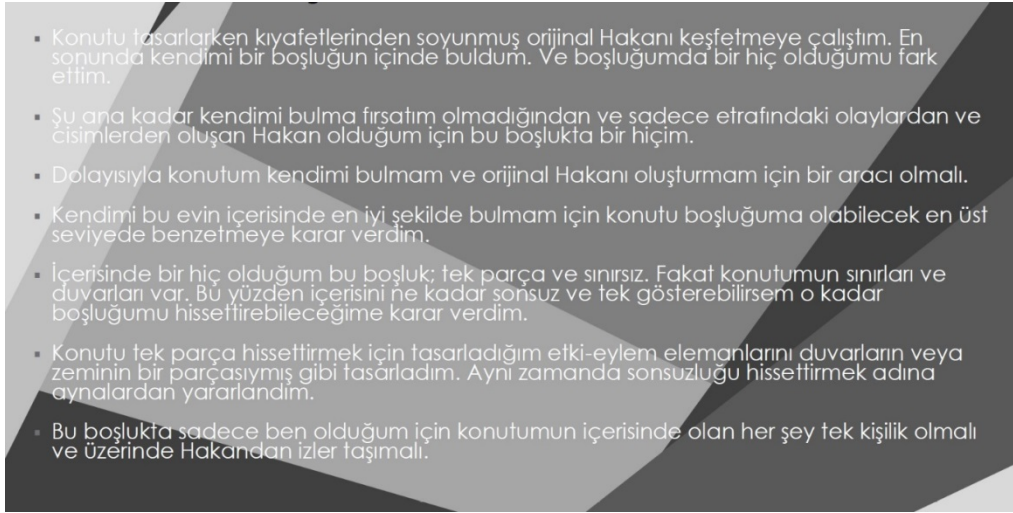 Konutu tasarlarken kıyafetlerinden soyunmuş orijinal Hakanı keşfetmeye çalıştım. En
sonunda kendimi bir boşluğun içinde buldum. Ve boşluğumda bir hiç olduğumu fark
ettim.
Şu ana kadar kendimi bulma fırsatım olmadığından ve sadece etrafındaki olaylardan ve
cisimlerden oluşan Hakan olduğum için bu boşlukta bir hiçim.
Dolayısıyla konutum kendimi bulmam ve orijinal Hakanı oluşturmam için bir aracı olmalı.
Kendimi bu evin içerisinde en iyi şekilde bulmam için konutu boşluğuma olabilecek en üst
seviyede benzetmeye karar verdim.
İçerisinde bir hiç olduğum bu boşluk; tek parça ve sınırsız. Fakat konutumun sınırları ve
duvarları var. Bu yüzden içerisini ne kadar sonsuz ve tek gösterebilirsem o kadar
boşluğumu hissettirebileceğime karar verdim.
Konutu tek parça hissettirmek için tasarladığım etki-eylem elemanlarını duvarların veya
zeminin bir parçasıymış gibi tasarladım. Aynı zamanda sonsuzluğu hissettirmek adına
aynalardan yararlandım.
Bu boşlukta sadece ben olduğum için konutumun içerisinde olan her şey tek kişilik olmalı
ve üzerinde Hakandan izler taşımalı.